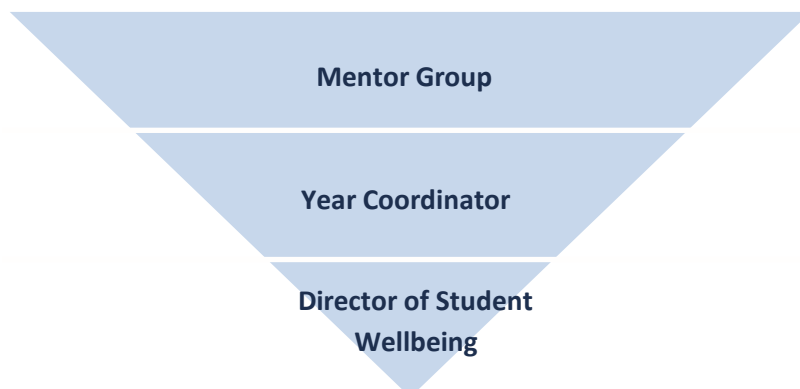 Mentor Group
Year Coordinator
Director of Student
Wellbeing